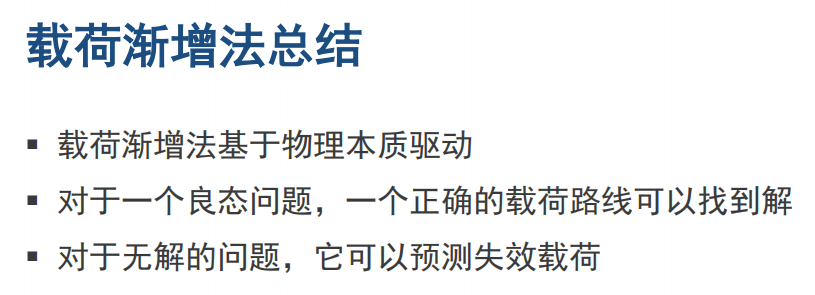 载荷渐增法总结
▪ 载荷渐增法基于物理本质驱动
▪ 对于一个良态问题，一个正确的载荷路线可以找到解
▪ 对于无解的问题，它可以预测失效载荷